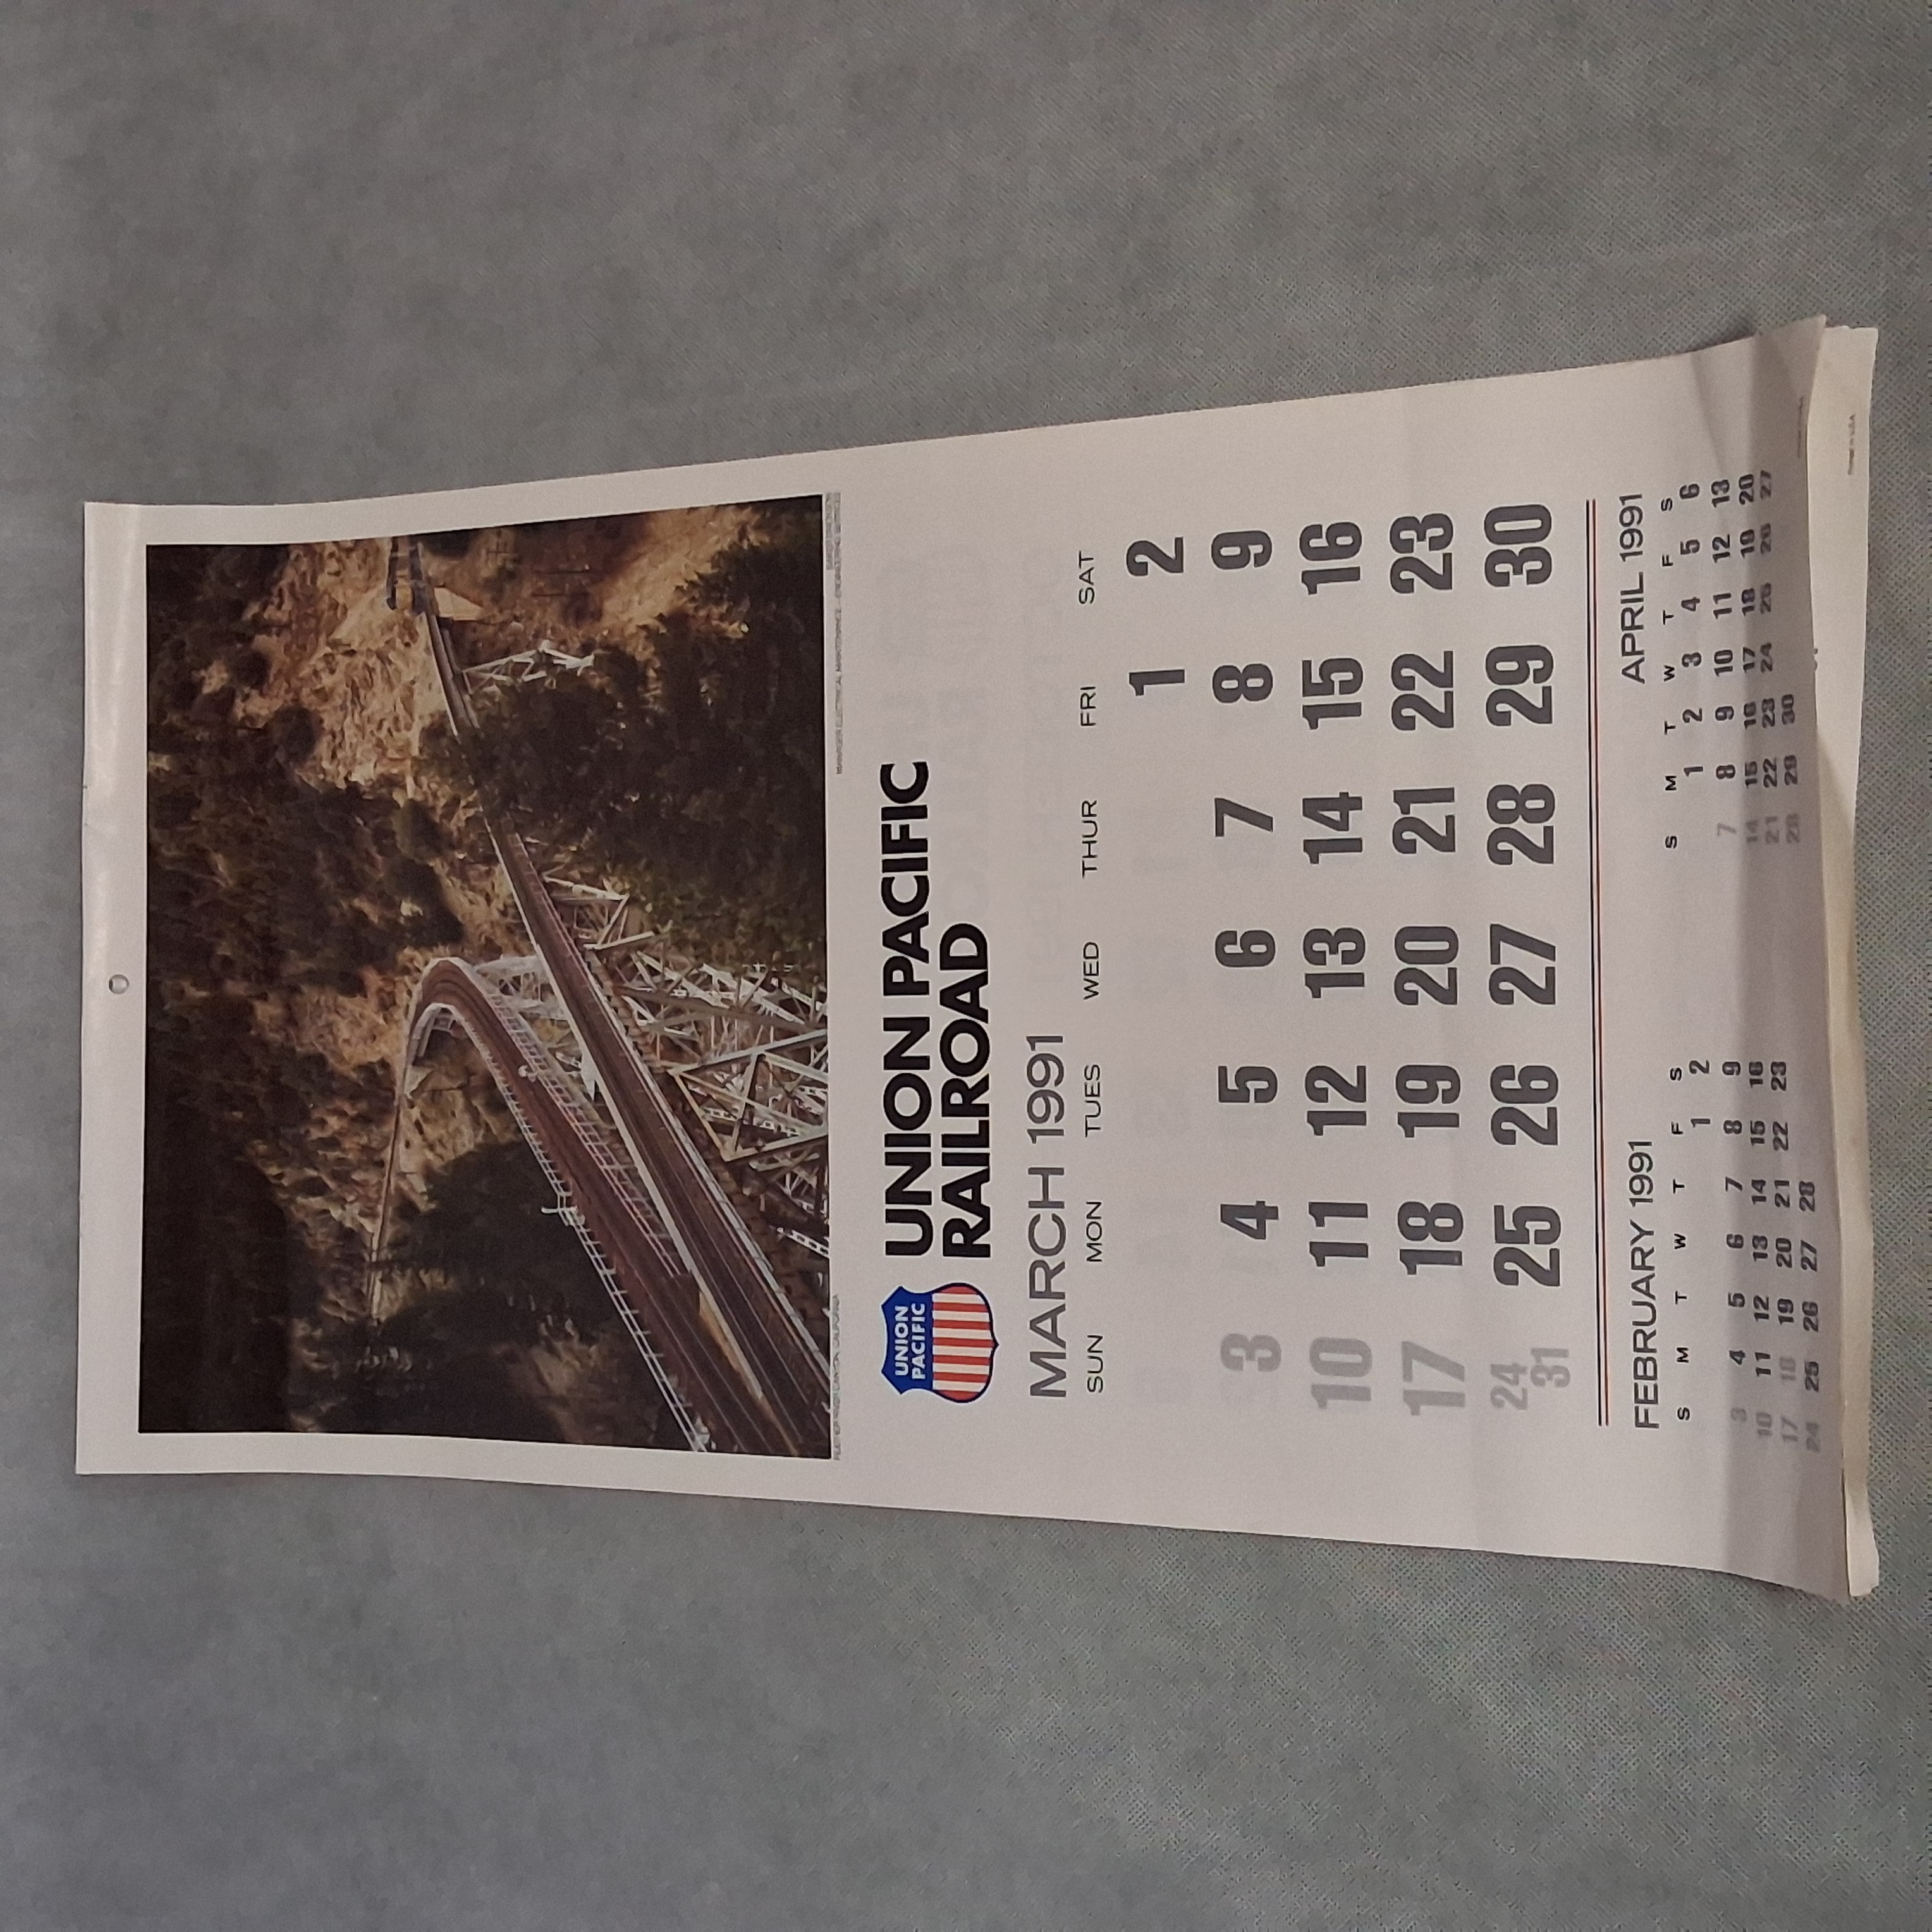 UNION PACIFIC
RAILROAD
UNION
PACIFIC
MARCH 1991
SUN MON TUES WED THUR FRI SAT
1 2
3 4 5 6 7 8 9
10 11 12 13 14 15 16
17 18 19 20 21 22 23
24 25 26 27 28 29 30
31
FEBRUARY 1991
S M T W T F S
1 2
3 4 5 6 7 8 9
10 11 12 13 14 15 16
17 18 19 20 21 22 23
24 25 26 27 28
APRIL 1991
S M T W T F S
1 2 3 4 5 6
7 8 9 10 11 12 13
14 15 16 17 18 19 20
21 22 23 24 25 26 27
28 29 30